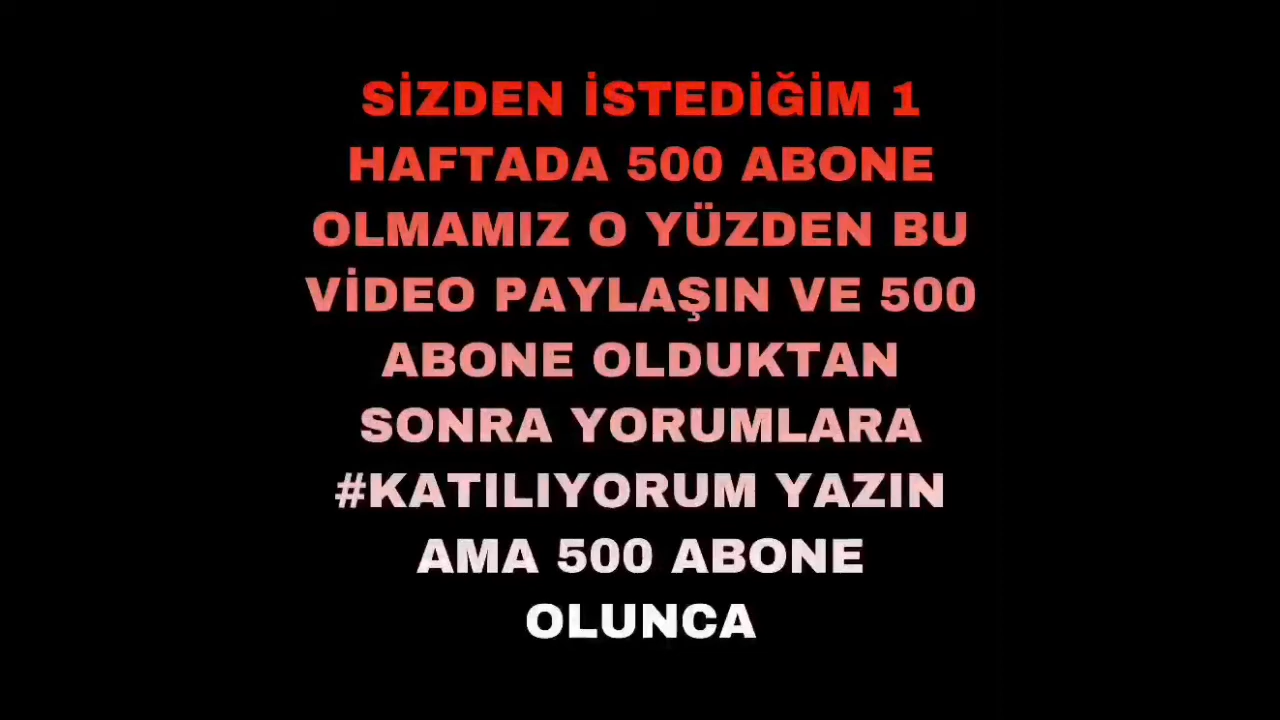 SİZDEN İSTEDİĞİM 1
HAFTADA 500 ABONE
OLMAMIZ O YÜZDEN BU
VİDEO PAYLAŞIN VE 500
ABONE OLDUKTAN
SONRA YORUMLARA
#KATILIYORUM YAZIN
AMA 500 ABONE
OLUNCA